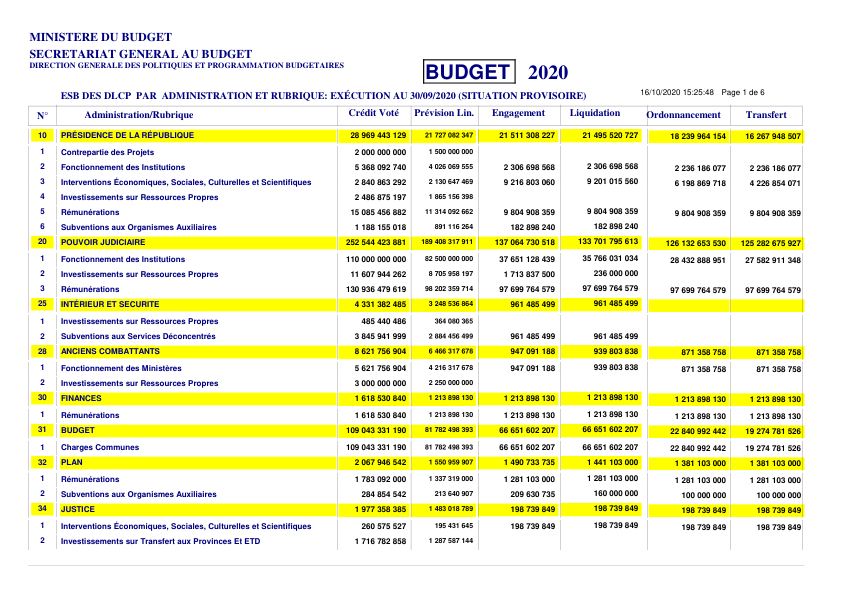 MINISTERE DU BUDGET
SECRETARIAT GENERAL AU BUDGET
DIRECTION GENERALE DES POLITIQUES ET PROGRAMMATION BUDGETAIRES
BUDGET 2020
ESB DES DLCP PAR ADMINISTRATION ET RUBRIQUE: EXÉCUTION AU 30/09/2020 (SITUATION PROVISOIRE)
16/10/2020 15:25:48 Page 1 de 6
N° Administration/Rubrique Crédit Voté Prévision Lin. Engagement Liquidation Ordonnancement Transfert
10 PRÉSIDENCE DE LA RÉPUBLIQUE 28 969 443 129 21 727 082 347 21 511 308 227 21 495 520 727 18 239 964 154 16 267 948 507
1 Contrepartie des Projets 2 000 000 000 1 500 000 000
2 Fonctionnement des Institutions 5 368 092 740 4 026 069 555 2 306 698 568 2 306 698 568 2 236 186 077 2 236 186 077
3 Interventions Économiques, Sociales, Culturelles et Scientifiques 2 840 863 292 2 130 647 469 9 216 803 060 9 201 015 560 6 198 869 718 4 226 854 071
4 Investissements sur Ressources Propres 2 486 875 197 1 865 156 398
5 Rémunérations 15 085 456 882 11 314 092 662 9 804 908 359 9 804 908 359 9 804 908 359 9 804 908 359
6 Subventions aux Organismes Auxiliaires 1 188 155 018 891 116 264 182 898 240 182 898 240
20 POUVOIR JUDICIAIRE 252 544 423 881 189 408 317 911 137 064 730 518 133 701 795 613 126 132 653 530 125 282 675 927
1 Fonctionnement des Institutions 110 000 000 000 82 500 000 000 37 651 128 439 35 766 031 034 28 432 888 951 27 582 911 348
2 Investissements sur Ressources Propres 11 607 944 262 8 705 958 197 1 713 837 500 236 000 000
3 Rémunérations 130 936 479 619 98 202 359 714 97 699 764 579 97 699 764 579 97 699 764 579 97 699 764 579
25 INTÉRIEUR ET SECURITE 4 331 382 485 3 248 536 864 961 485 499 961 485 499
1 Investissements sur Ressources Propres 485 440 486 364 080 365
2 Subventions aux Services Déconcentrés 3 845 941 999 2 884 456 499 961 485 499 961 485 499
28 ANCIENS COMBATTANTS 8 621 756 904 6 466 317 678 947 091 188 939 803 838 871 358 758 871 358 758
1 Fonctionnement des Ministères 5 621 756 904 4 216 317 678 947 091 188 939 803 838 871 358 758 871 358 758
2 Investissements sur Ressources Propres 3 000 000 000 2 250 000 000
30 FINANCES 1 618 530 840 1 213 898 130 1 213 898 130 1 213 898 130 1 213 898 130 1 213 898 130
1 Rémunérations 1 618 530 840 1 213 898 130 1 213 898 130 1 213 898 130 1 213 898 130 1 213 898 130
31 BUDGET 109 043 331 190 81 782 498 393 66 651 602 207 66 651 602 207 22 840 992 442 19 274 781 526
1 Charges Communes 109 043 331 190 81 782 498 393 66 651 602 207 66 651 602 207 22 840 992 442 19 274 781 526
32 PLAN 2 067 946 542 1 550 959 907 1 490 733 735 1 441 103 000 1 381 103 000 1 381 103 000
1 Rémunérations 1 783 092 000 1 337 319 000 1 281 103 000 1 281 103 000 1 281 103 000 1 281 103 000
2 Subventions aux Organismes Auxiliaires 284 854 542 213 640 907 209 630 735 160 000 000 100 000 000 100 000 000
34 JUSTICE 1 977 358 385 1 483 018 789 198 739 849 198 739 849 198 739 849 198 739 849
1 Interventions Économiques, Sociales, Culturelles et Scientifiques 260 575 527 195 431 645 198 739 849 198 739 849 198 739 849 198 739 849
2 Investissements sur Transfert aux Provinces Et ETD 1 716 782 858 1 287 587 144